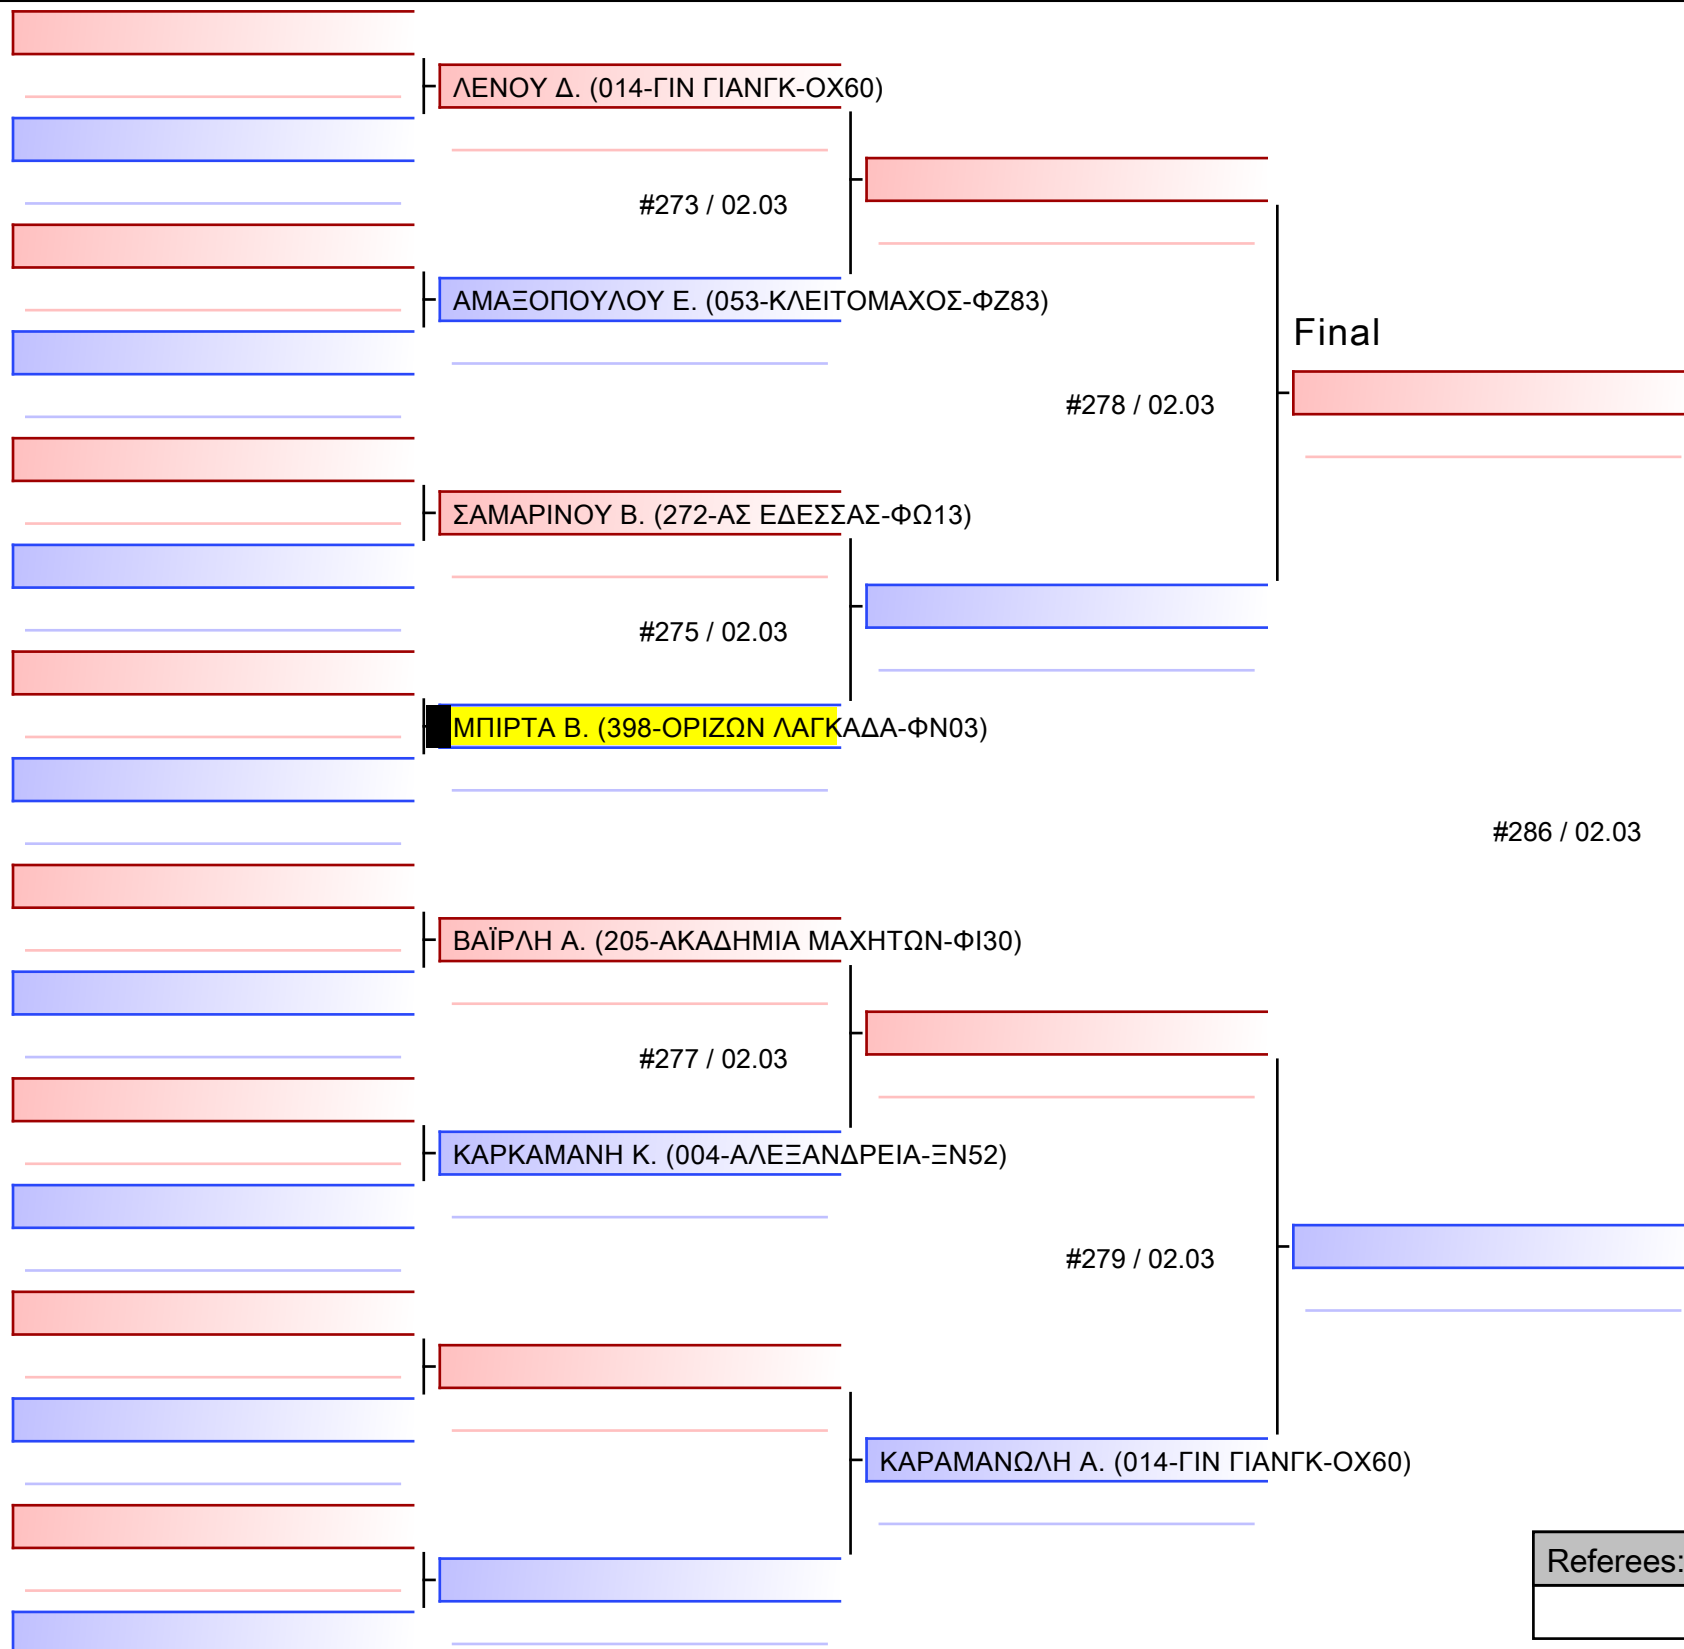 ΛΕΝΟΥ Δ. (014-ΓΙΝ ΓΙΑΝΓΚ-ΟΧ60)
#273 / 02.03
ΑΜΑΞΟΠΟΥΛΟΥ Ε. (053-ΚΛΕΙΤΟΜΑΧΟΣ-ΦΖ83)
Final
#278 / 02.03
ΣΑΜΑΡΙΝΟΥ Β. (272-ΑΣ ΕΔΕΣΣΑΣ-ΦΩ13)
#275 / 02.03
ΜΠΙΡΤΑ Β. (398-ΟΡΙΖΩΝ ΛΑΓΚΑΔΑ-ΦΝ03)
#286 / 02.03
ΒΑΪΡΛΗ Α. (205-ΑΚΑΔΗΜΙΑ ΜΑΧΗΤΩΝ-ΦΙ30)
#277 / 02.03
ΚΑΡΚΑΜΑΝΗ Κ. (004-ΑΛΕΞΑΝΔΡΕΙΑ-ΞΝ52)
#279 / 02.03
ΚΑΡΑΜΑΝΩΛΗ Α. (014-ΓΙΝ ΓΙΑΝΓΚ-ΟΧ60)
Referees: